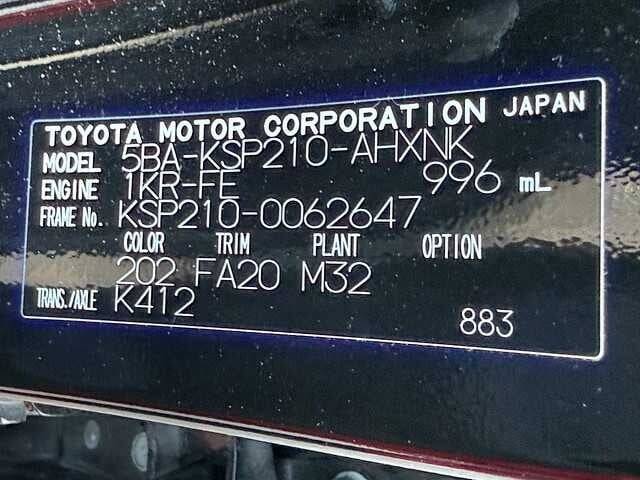 TOYOTA MOTOR CORPORATION JAPAN
MODEL 5BA-KSP210-AHXNK
ENGINE 1KR-FE 996 mL
FRAME No. KSP210-0062647
COLOR TRIM PLANT OPTION
202 FA20 M32
TRANS./AXLE K412
883